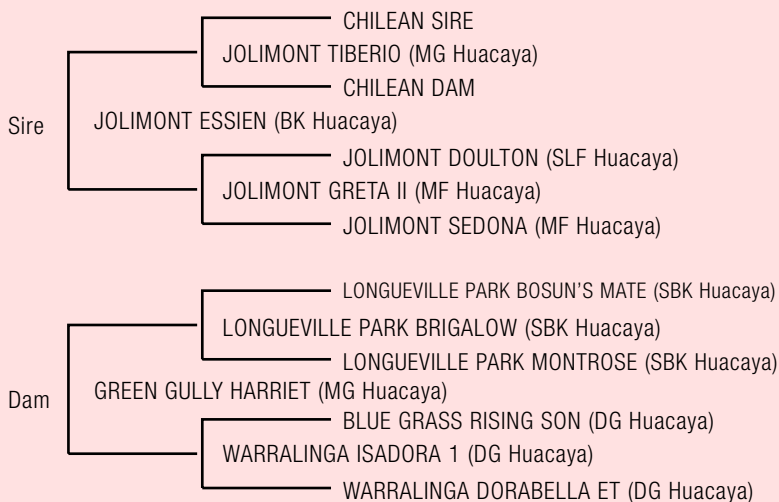 CHILEAN SIRE
JOLIMONT TIBERIO (MG Huacaya)
CHILEAN DAM
Sire
JOLIMONT ESSIEN (BK Huacaya)
JOLIMONT DOULTON (SLF Huacaya)
JOLIMONT GRETA II (MF Huacaya)
JOLIMONT SEDONA (MF Huacaya)
LONGUEVILLE PARK BOSUN'S MATE (SBK Huacaya)
LONGUEVILLE PARK BRIGALOW (SBK Huacaya)
LONGUEVILLE PARK MONTROSE (SBK Huacaya)
Dam
GREEN GULLY HARRIET (MG Huacaya)
BLUE GRASS RISING SON (DG Huacaya)
WARRALINGA ISADORA 1 (DG Huacaya)
WARRALINGA DORABELLA ET (DG Huacaya)